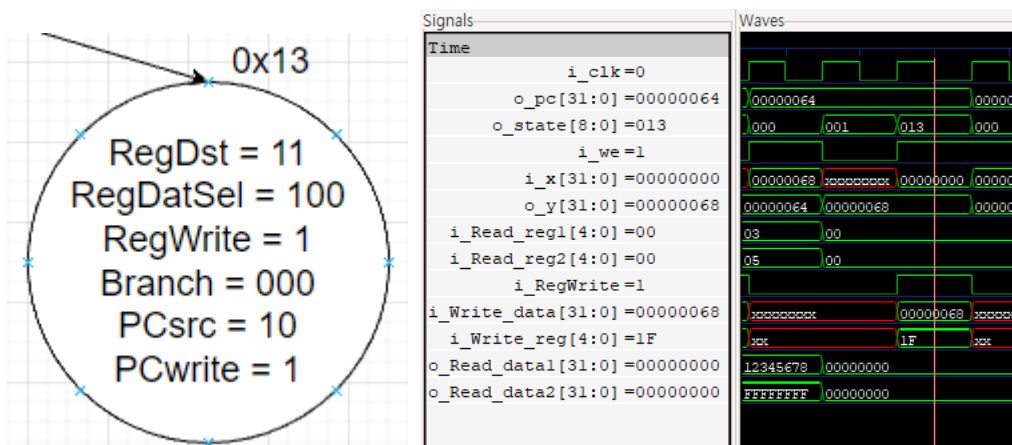 0x13
RegDst = 11
RegDatSel = 100
RegWrite = 1
Branch = 000
PCsrc = 10
PCwrite = 1
Signals
Waves
Time
i_clk=0
o_pc[31:0]=00000064 00000064 00000
o_state[8:0]=013 000 001 013 000
i_we=1
i_x[31:0]=00000000 00000068 xxxxxxxx 00000000 00000
o_y[31:0]=00000068 00000064 00000068 00000
i_Read_reg1[4:0]=00 03 00
i_Read_reg2[4:0]=00 05 00
i_RegWrite=1
i_Write_data[31:0]=00000068 xxxxxxxx 00000068 xxxxx
i_Write_reg[4:0]=1F xx 1F xx
o_Read_data1[31:0]=00000000 12345678 00000000
o_Read_data2[31:0]=00000000 FFFFFFFF 00000000